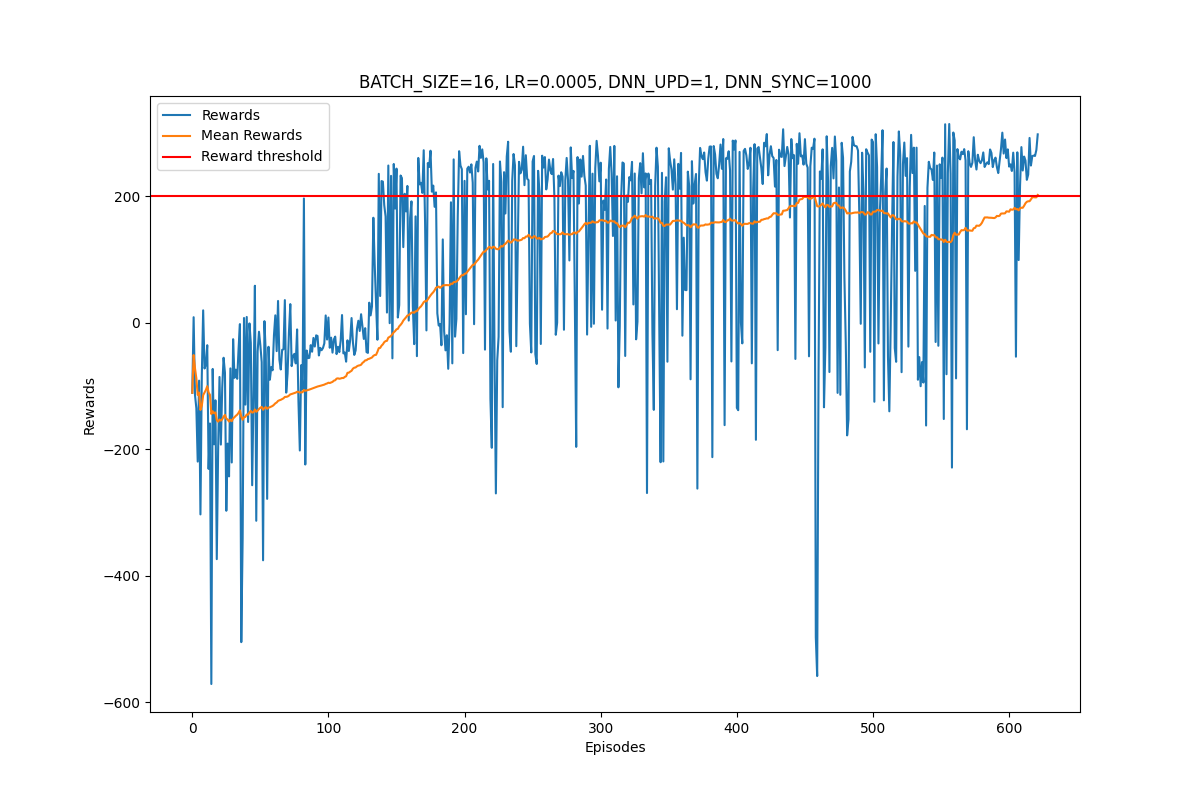 BATCH_SIZE=16, LR=0.0005, DNN_UPD=1, DNN_SYNC=1000
Rewards
Mean Rewards
Reward threshold
200
0
−200
−400
−600
Rewards
0 100 200 300 400 500 600
Episodes